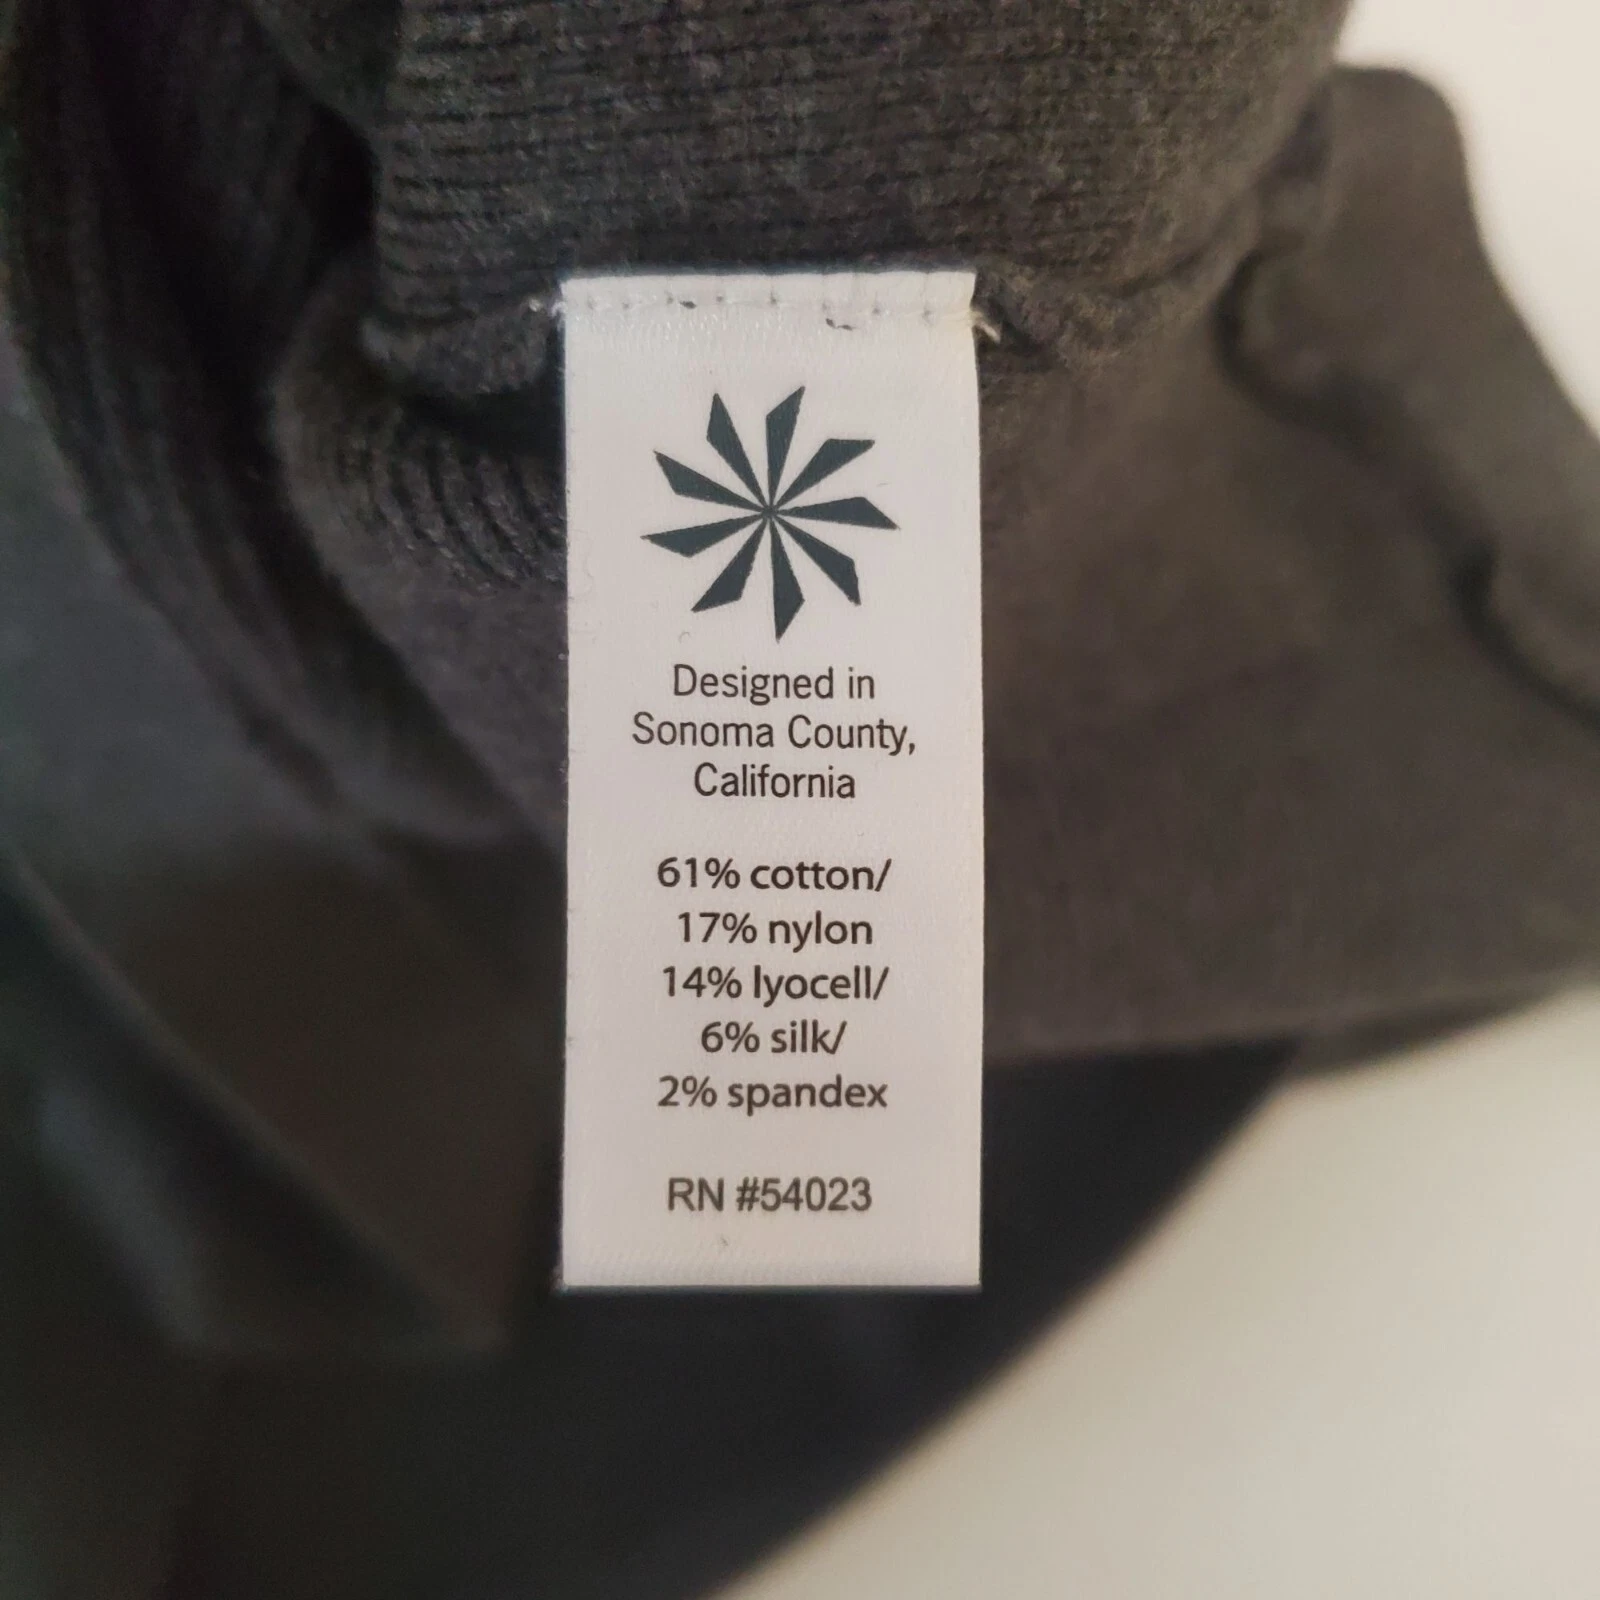 Designed in
Sonoma County,
California
61% cotton/
17% nylon
14% lyocell/
6% silk/
2% spandex
RN #54023